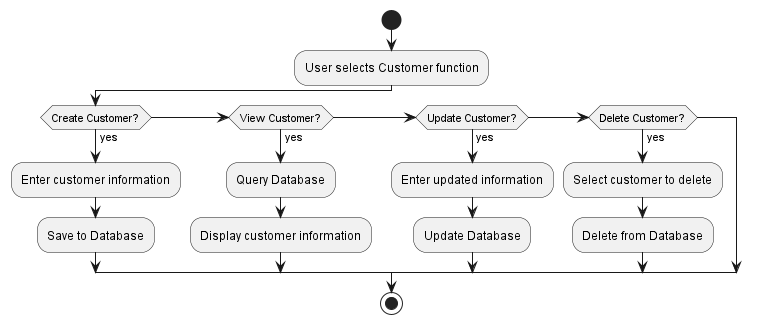 User selects Customer function
Create Customer?
View Customer?
Update Customer?
Delete Customer?
yes
yes
yes
yes
Enter customer information
Query Database
Enter updated information
Select customer to delete
Save to Database
Display customer information
Update Database
Delete from Database